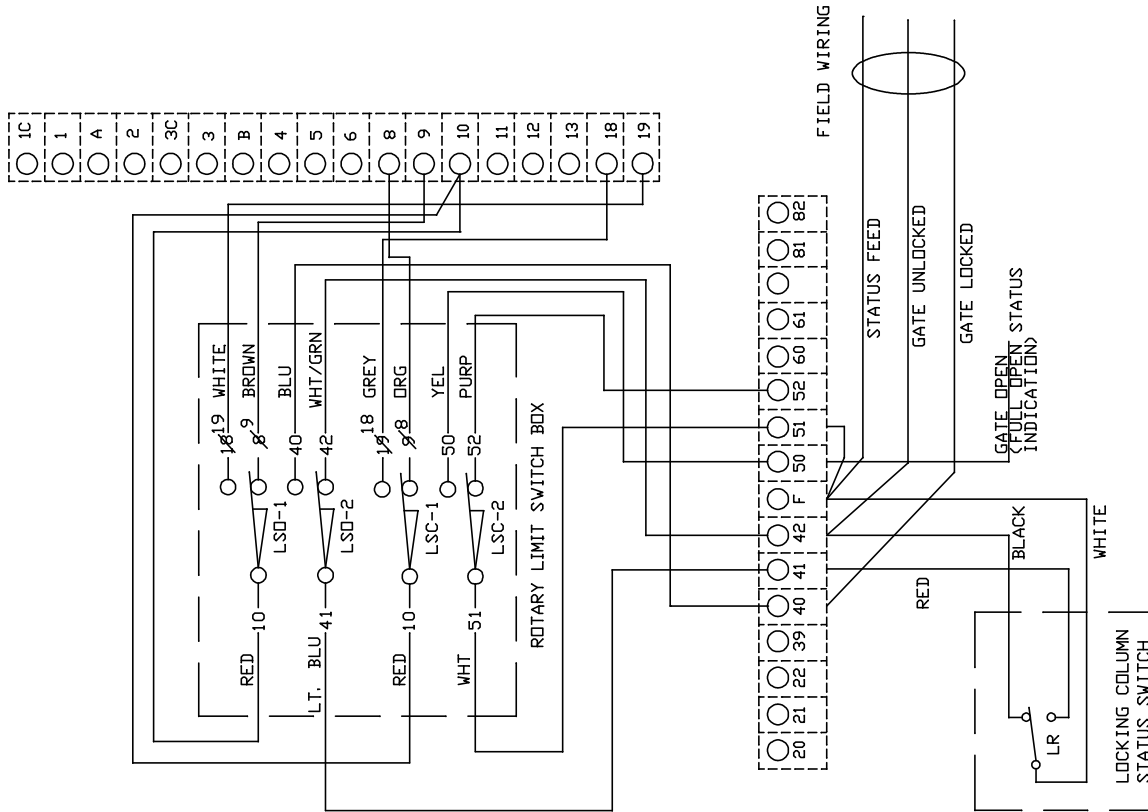 1C
1
A
2
3C
3
B
4
5
6
8
9
10
11
12
13
18
19
FIELD WIRING
STATUS FEED
GATE UNLOCKED
GATE LOCKED
GATE OPEN
(FULL OPEN STATUS
INDICATION)
82
81
61
60
52
51
50
F
42
41
40
39
22
21
20
19 WHITE
18
9 BROWN
8
BLU
40
WHT/GRN
42
18 GREY
19
8 ORG
9
YEL
50
PURP
52
LSO-1
LSO-2
LSC-1
LSC-2
RED
10
LT. BLU
41
RED
10
WHT
51
ROTARY LIMIT SWITCH BOX
BLACK
WHITE
RED
LR
LOCKING COLUMN
STATUS SWITCH